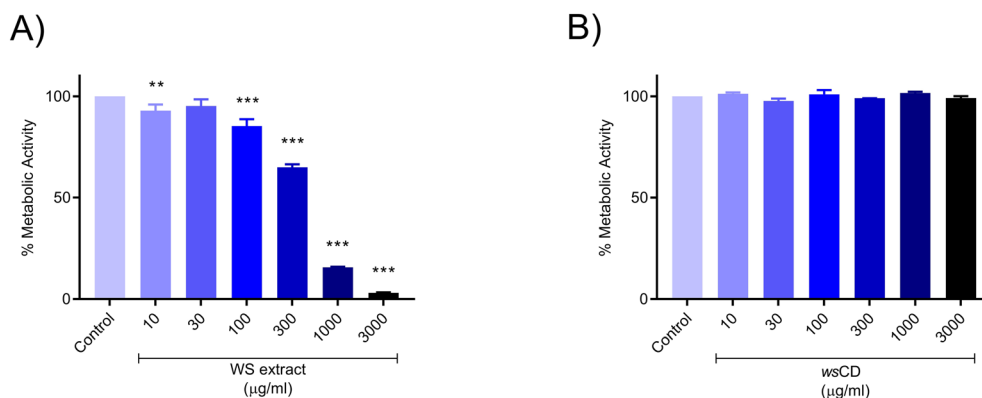 A)
% Metabolic Activity
100
50
0
**
***
***
***
***
Control
10
30
100
300
1000
3000
WS extract
(μg/ml)
B)
% Metabolic Activity
100
50
0
Control
10
30
100
300
1000
3000
wsCD
(μg/ml)